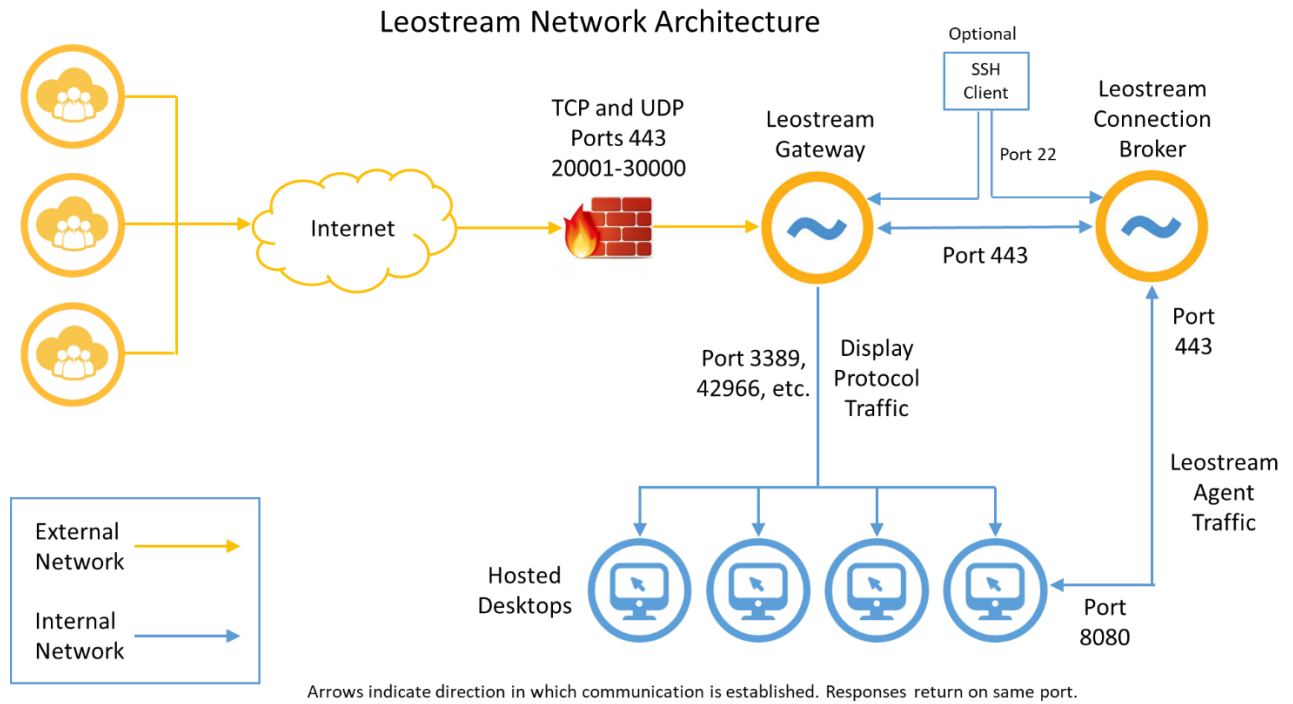 Leostream Network Architecture
Optional
SSH
Client
TCP and UDP
Ports 443
20001-30000
Leostream
Gateway
Leostream
Connection
Broker
Port 22
Internet
Port 443
Port 3389,
42966, etc.
Display
Protocol
Traffic
Port
443
Leostream
Agent
Traffic
External
Network
Internal
Network
Hosted
Desktops
Port
8080
Arrows indicate direction in which communication is established. Responses return on same port.